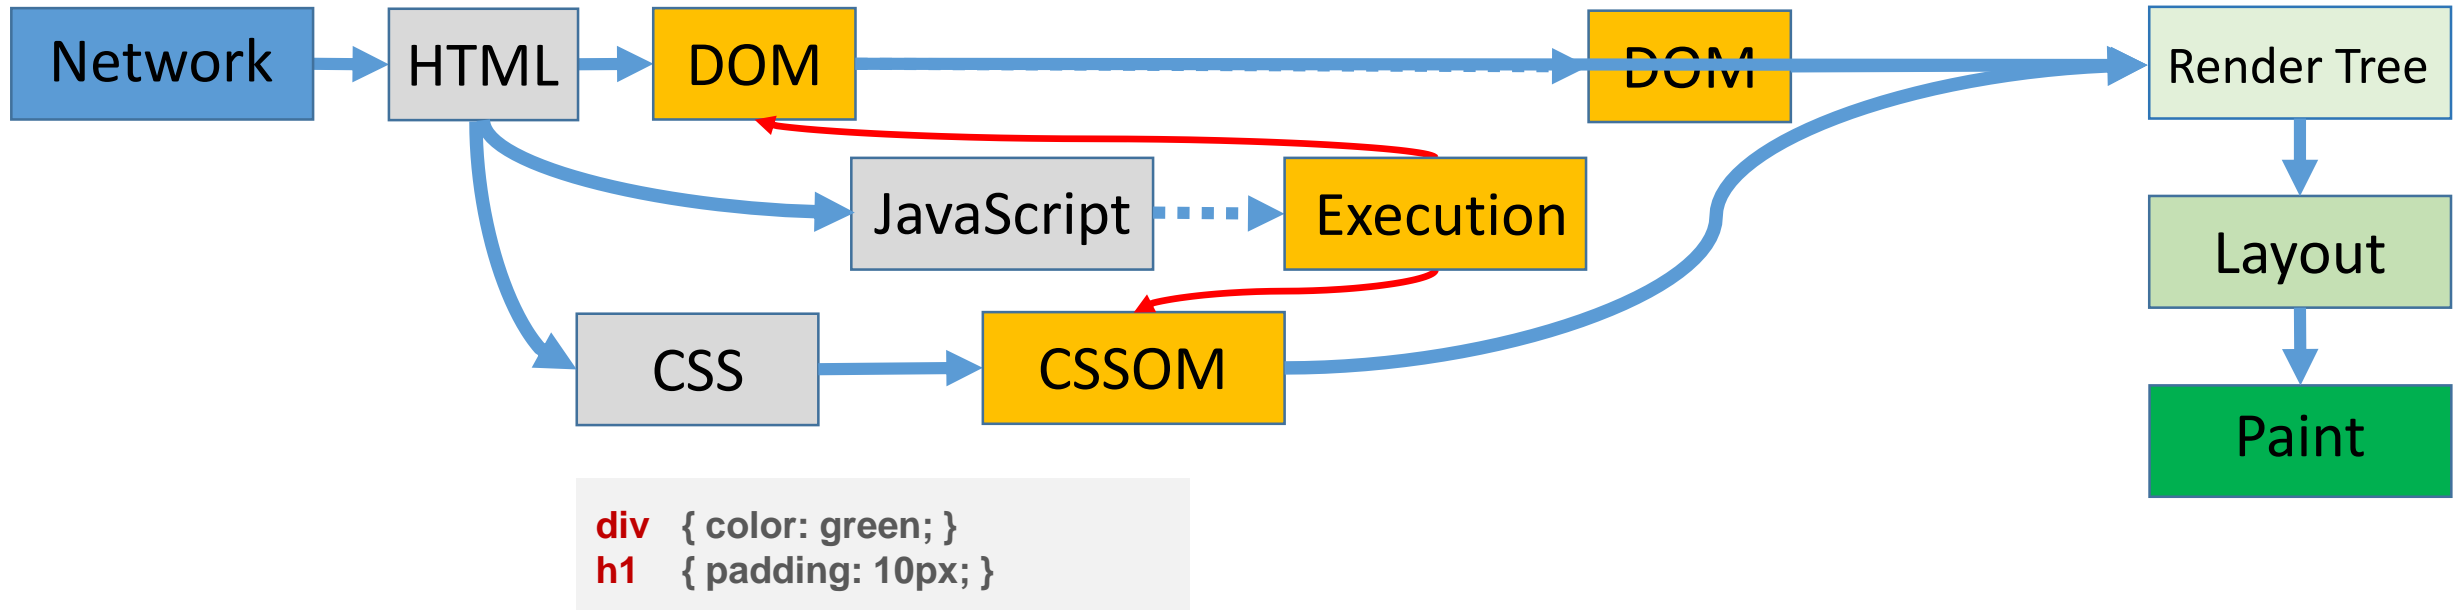 Network
HTML
DOM
DOM
Render Tree
JavaScript
Execution
Layout
CSS
CSSOM
Paint
div { color: green; }
h1 { padding: 10px; }